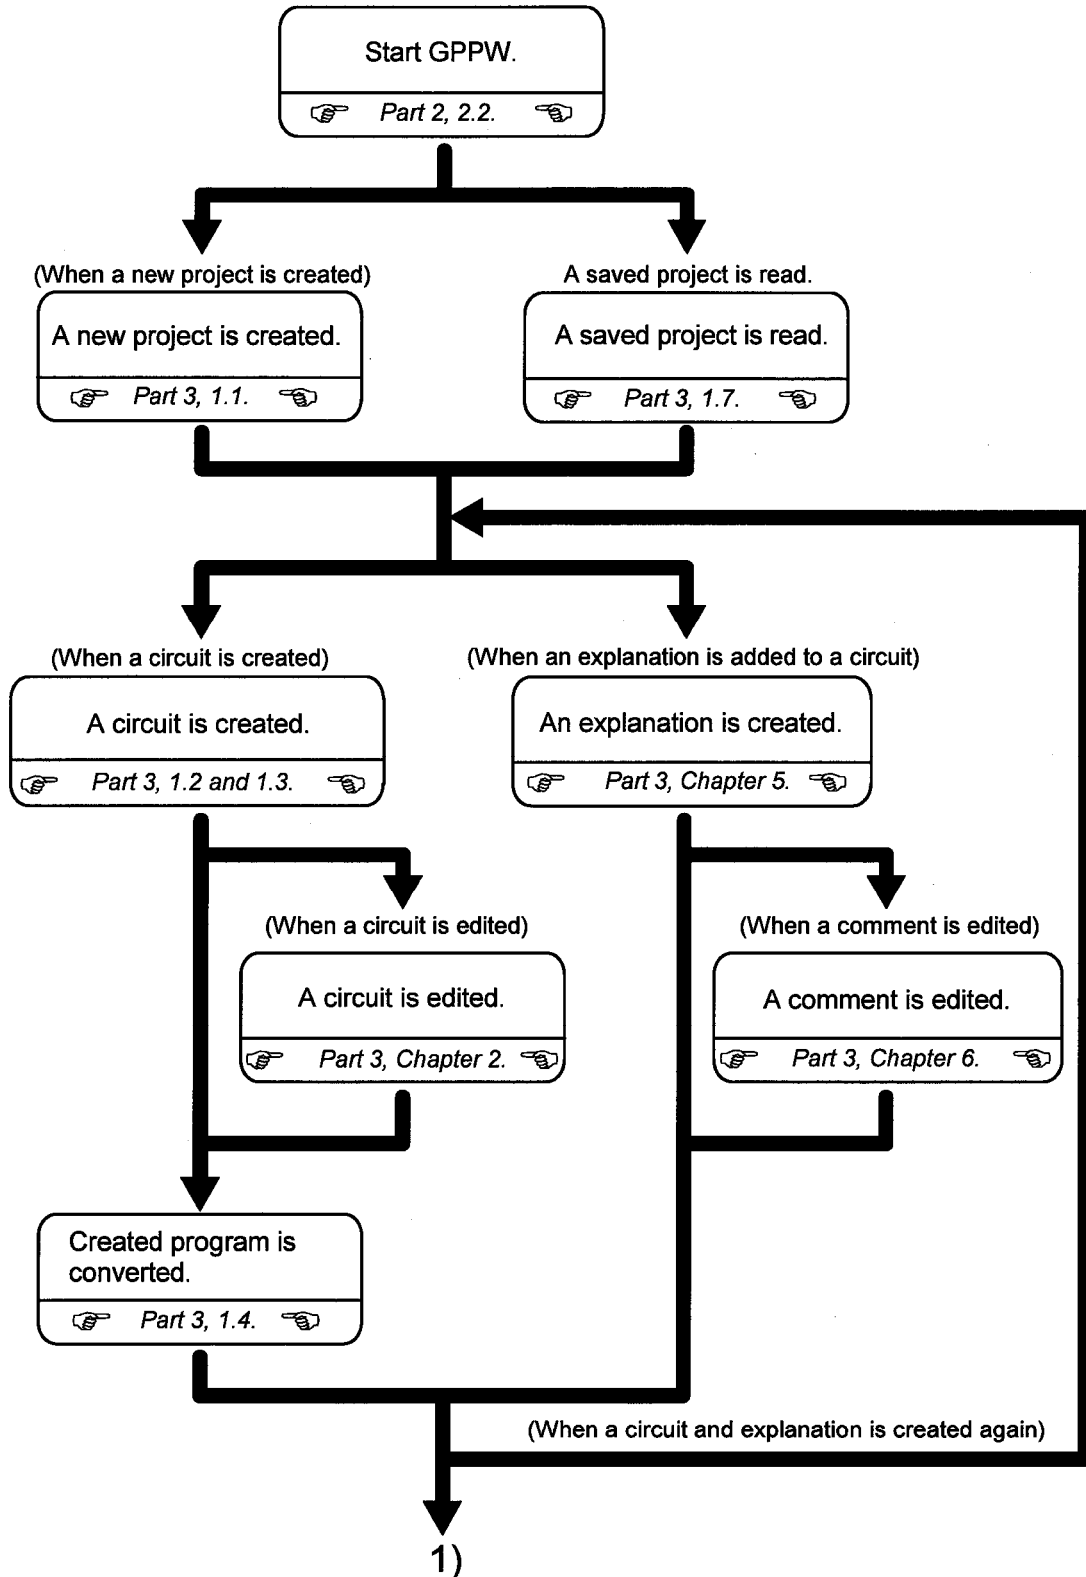 Start GPPW.
Part 2, 2.2.
(When a new project is created)
A new project is created.
Part 3, 1.1.
A saved project is read.
A saved project is read.
Part 3, 1.7.
(When a circuit is created)
A circuit is created.
Part 3, 1.2 and 1.3.
(When an explanation is added to a circuit)
An explanation is created.
Part 3, Chapter 5.
(When a circuit is edited)
A circuit is edited.
Part 3, Chapter 2.
(When a comment is edited)
A comment is edited.
Part 3, Chapter 6.
Created program is
converted.
Part 3, 1.4.
(When a circuit and explanation is created again)
1)